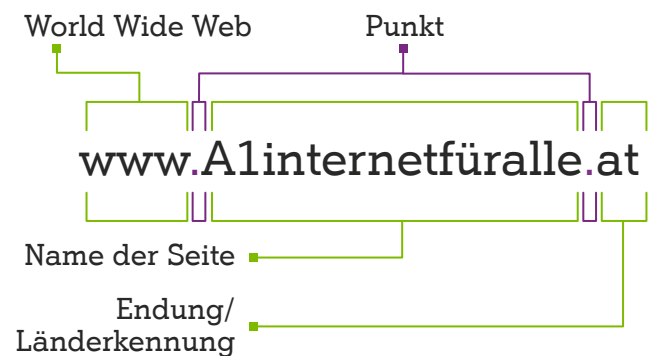 World Wide Web
Punkt
www.A1internetfüralle.at
Name der Seite
Endung/
Länderkennung